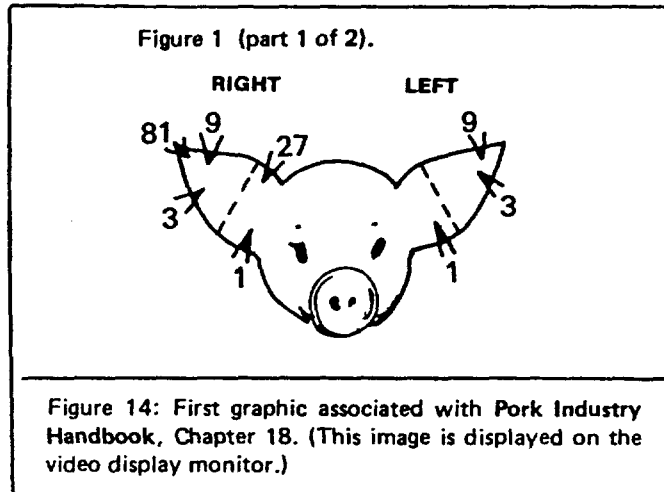 Figure 1 (part 1 of 2).
RIGHT LEFT
81 9 27 9
3 3
1 1
Figure 14: First graphic associated with Pork Industry
Handbook, Chapter 18. (This image is displayed on the
video display monitor.)